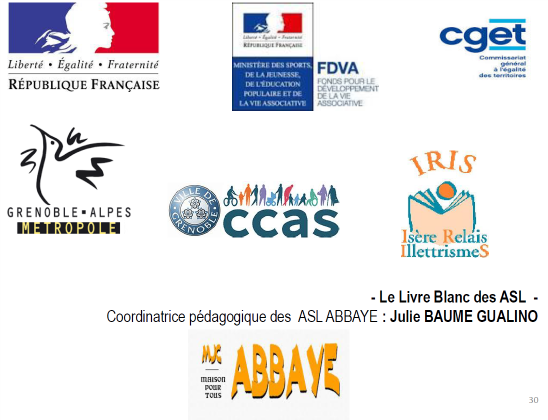 Liberté • Égalité • Fraternité
RÉPUBLIQUE FRANÇAISE
Liberté • Égalité • Fraternité
RÉPUBLIQUE FRANÇAISE
MINISTÈRE DES SPORTS,
DE LA JEUNESSE,
DE L'ÉDUCATION
POPULAIRE ET DE
LA VIE ASSOCIATIVE
FDVA
FONDS POUR LE
DÉVELOPPEMENT
DE LA VIE
ASSOCIATIVE
cget
Commissariat
général
à l'égalité
des territoires
GRENOBLE-ALPES
METROPOLE
VILLE DE
GRENOBLE
ccas
IRIS
Isère Relais
IllettrismeS
- Le Livre Blanc des ASL -
Coordinatrice pédagogique des ASL ABBAYE : Julie BAUME GUALINO
MJC
MAISON
POUR
TOUS
ABBAYE
30